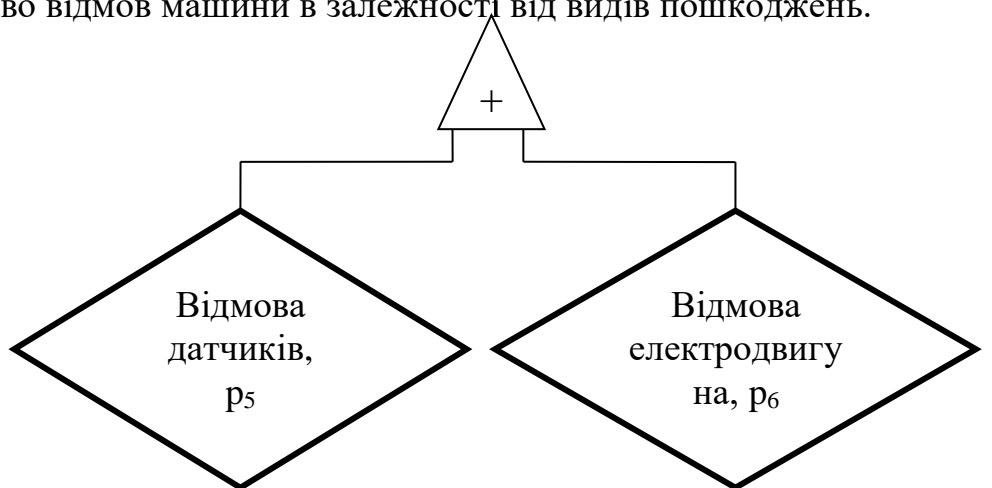 во відмов машини в залежності від видів пошкоджень.
+
Відмова
датчиків,
p₅
Відмова
електродвигу
на, p₆